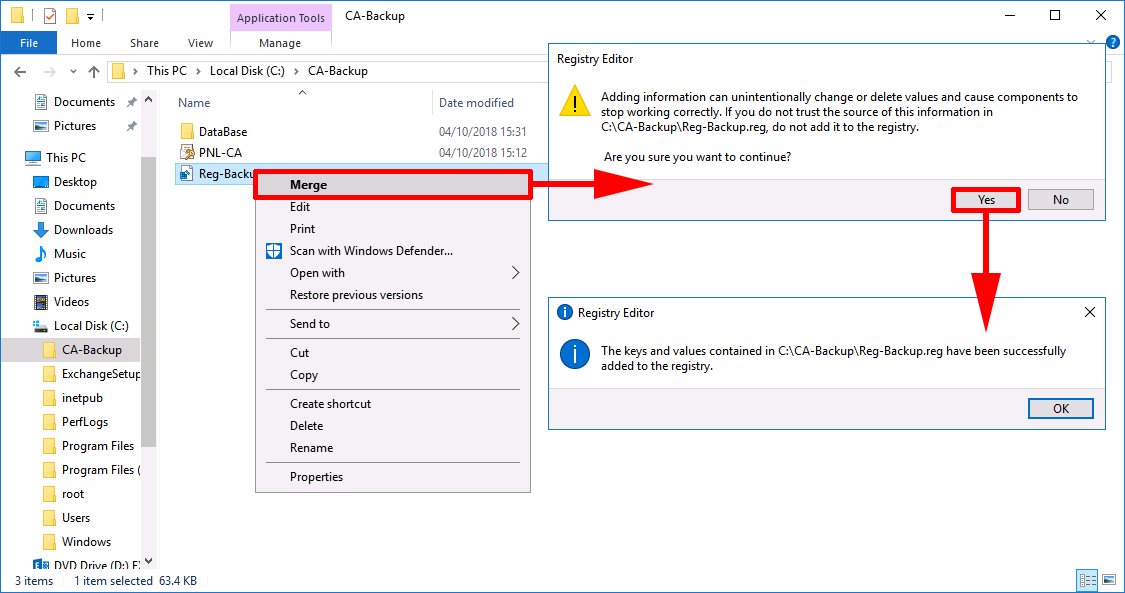 Application Tools
CA-Backup
File
Home
Share
View
Manage
This PC
Local Disk (C:)
CA-Backup
Documents
Pictures
This PC
Desktop
Documents
Downloads
Music
Pictures
Videos
Local Disk (C:)
CA-Backup
ExchangeSetup
inetpub
PerfLogs
Program Files
Program Files (
root
Users
Windows
DVD Drive (D:) E
Name
Date modified
DataBase
04/10/2018 15:31
PNL-CA
04/10/2018 15:12
Reg-Backu
Merge
Edit
Print
Scan with Windows Defender...
Open with
Restore previous versions
Send to
Cut
Copy
Create shortcut
Delete
Rename
Properties
Registry Editor
Adding information can unintentionally change or delete values and cause components to
stop working correctly. If you do not trust the source of this information in
C:\CA-Backup\Reg-Backup.reg, do not add it to the registry.
Are you sure you want to continue?
Yes
No
Registry Editor
The keys and values contained in C:\CA-Backup\Reg-Backup.reg have been successfully
added to the registry.
OK
3 items
1 item selected 63.4 KB